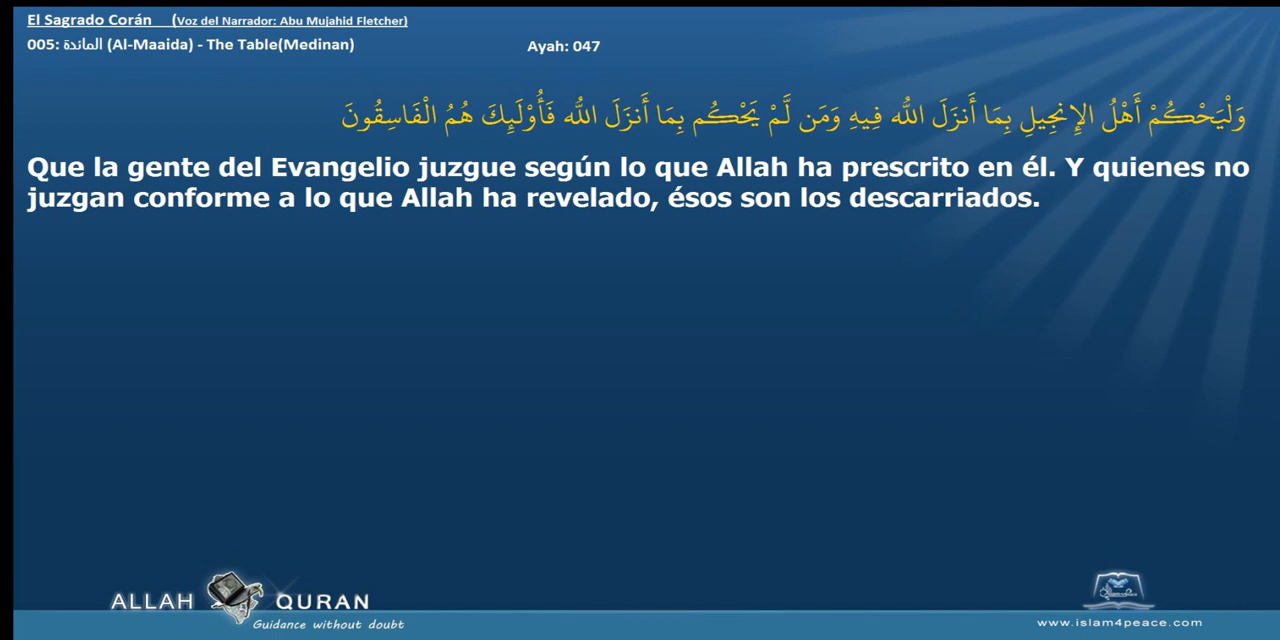 El Sagrado Corán (Voz del Narrador: Abu Mujahid Fletcher)
005: المائدة (Al-Maaida) - The Table(Medinan) Ayah: 047
وَلْيَحْكُمْ أَهْلُ الإِنجِيلِ بِمَا أَنزَلَ اللّهُ فِيهِ وَمَن لَّمْ يَحْكُم بِمَا أَنزَلَ اللّهُ فَأُوْلَئِكَ هُمُ الْفَاسِقُونَ
Que la gente del Evangelio juzgue según lo que Allah ha prescrito en él. Y quienes no
juzgan conforme a lo que Allah ha revelado, ésos son los descarriados.
ALLAH QURAN
Guidance without doubt
www.islam4peace.com